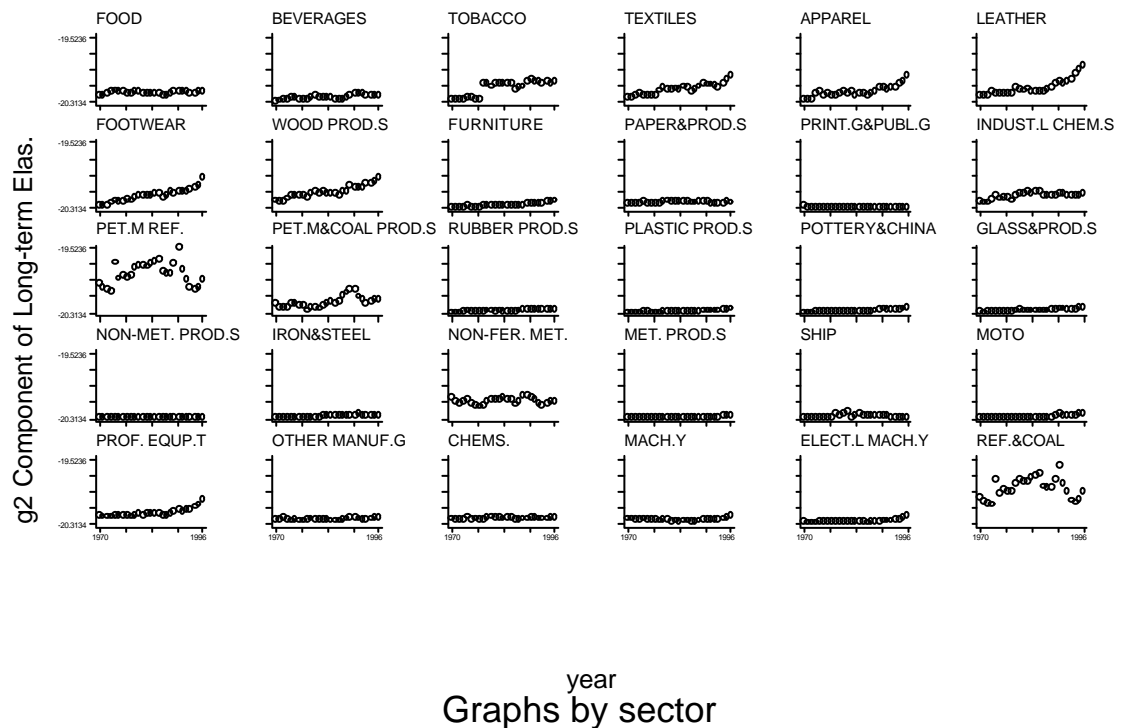 FOOD BEVERAGES TOBACCO TEXTILES APPAREL LEATHER
-19.5236
-20.3134
FOOTWEAR WOOD PROD.S FURNITURE PAPER&PROD.S PRINT.G&PUBL.G INDUST.L CHEM.S
-19.5236
-20.3134
PET.M REF. PET.M&COAL PROD.S RUBBER PROD.S PLASTIC PROD.S POTTERY&CHINA GLASS&PROD.S
-19.5236
-20.3134
NON-MET. PROD.S IRON&STEEL NON-FER. MET. MET. PROD.S SHIP MOTO
-19.5236
-20.3134
PROF. EQUP.T OTHER MANUF.G CHEMS. MACH.Y ELECT.L MACH.Y REF.&COAL
-19.5236
-20.3134
1970 1996 1970 1996 1970 1996 1970 1996 1970 1996 1970 1996
g2 Component of Long-term Elas.
year
Graphs by sector